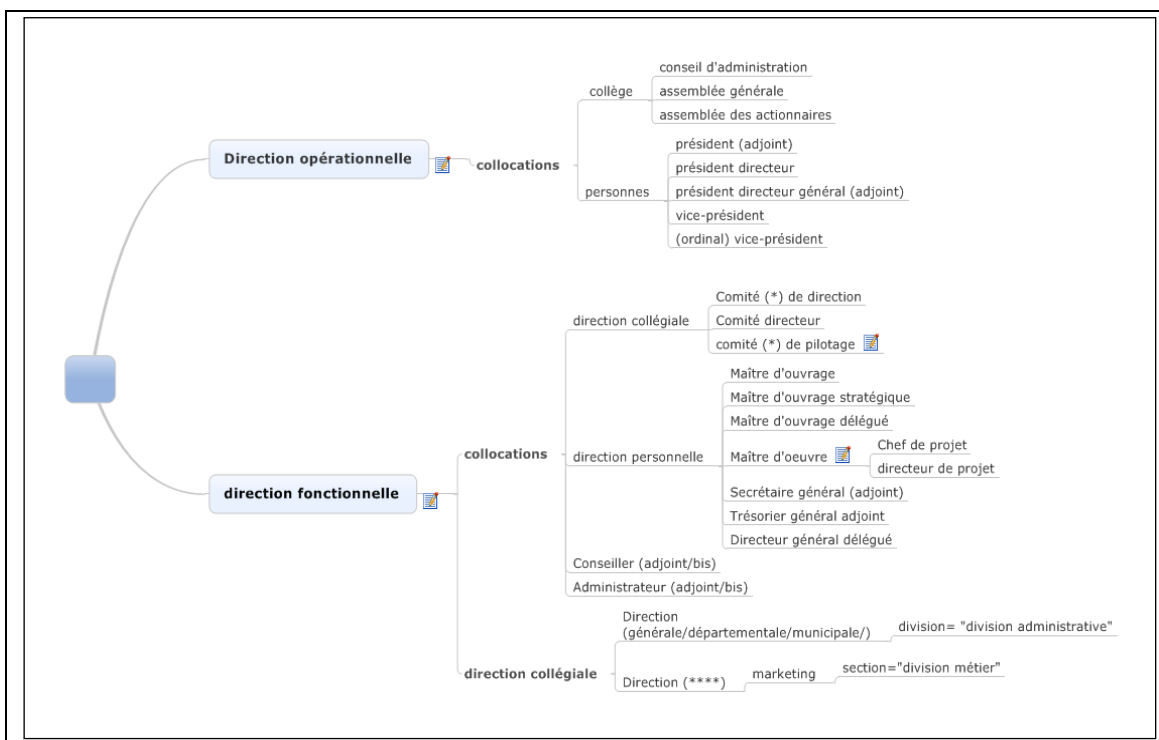 conseil d'administration
collège
assemblée générale
assemblée des actionnaires
Direction opérationnelle
collocations
président (adjoint)
président directeur
personnes
président directeur général (adjoint)
vice-président
(ordinal) vice-président
direction fonctionnelle
collocations
direction collégiale
Comité (*) de direction
Comité directeur
comité (*) de pilotage
direction personnelle
Maître d'ouvrage
Maître d'ouvrage stratégique
Maître d'ouvrage délégué
Maître d'oeuvre
Chef de projet
directeur de projet
Secrétaire général (adjoint)
Trésorier général adjoint
Directeur général délégué
Conseiller (adjoint/bis)
Administrateur (adjoint/bis)
direction collégiale
Direction
(générale/départementale/municipale/)
division= "division administrative"
Direction (****)
marketing
section="division métier"